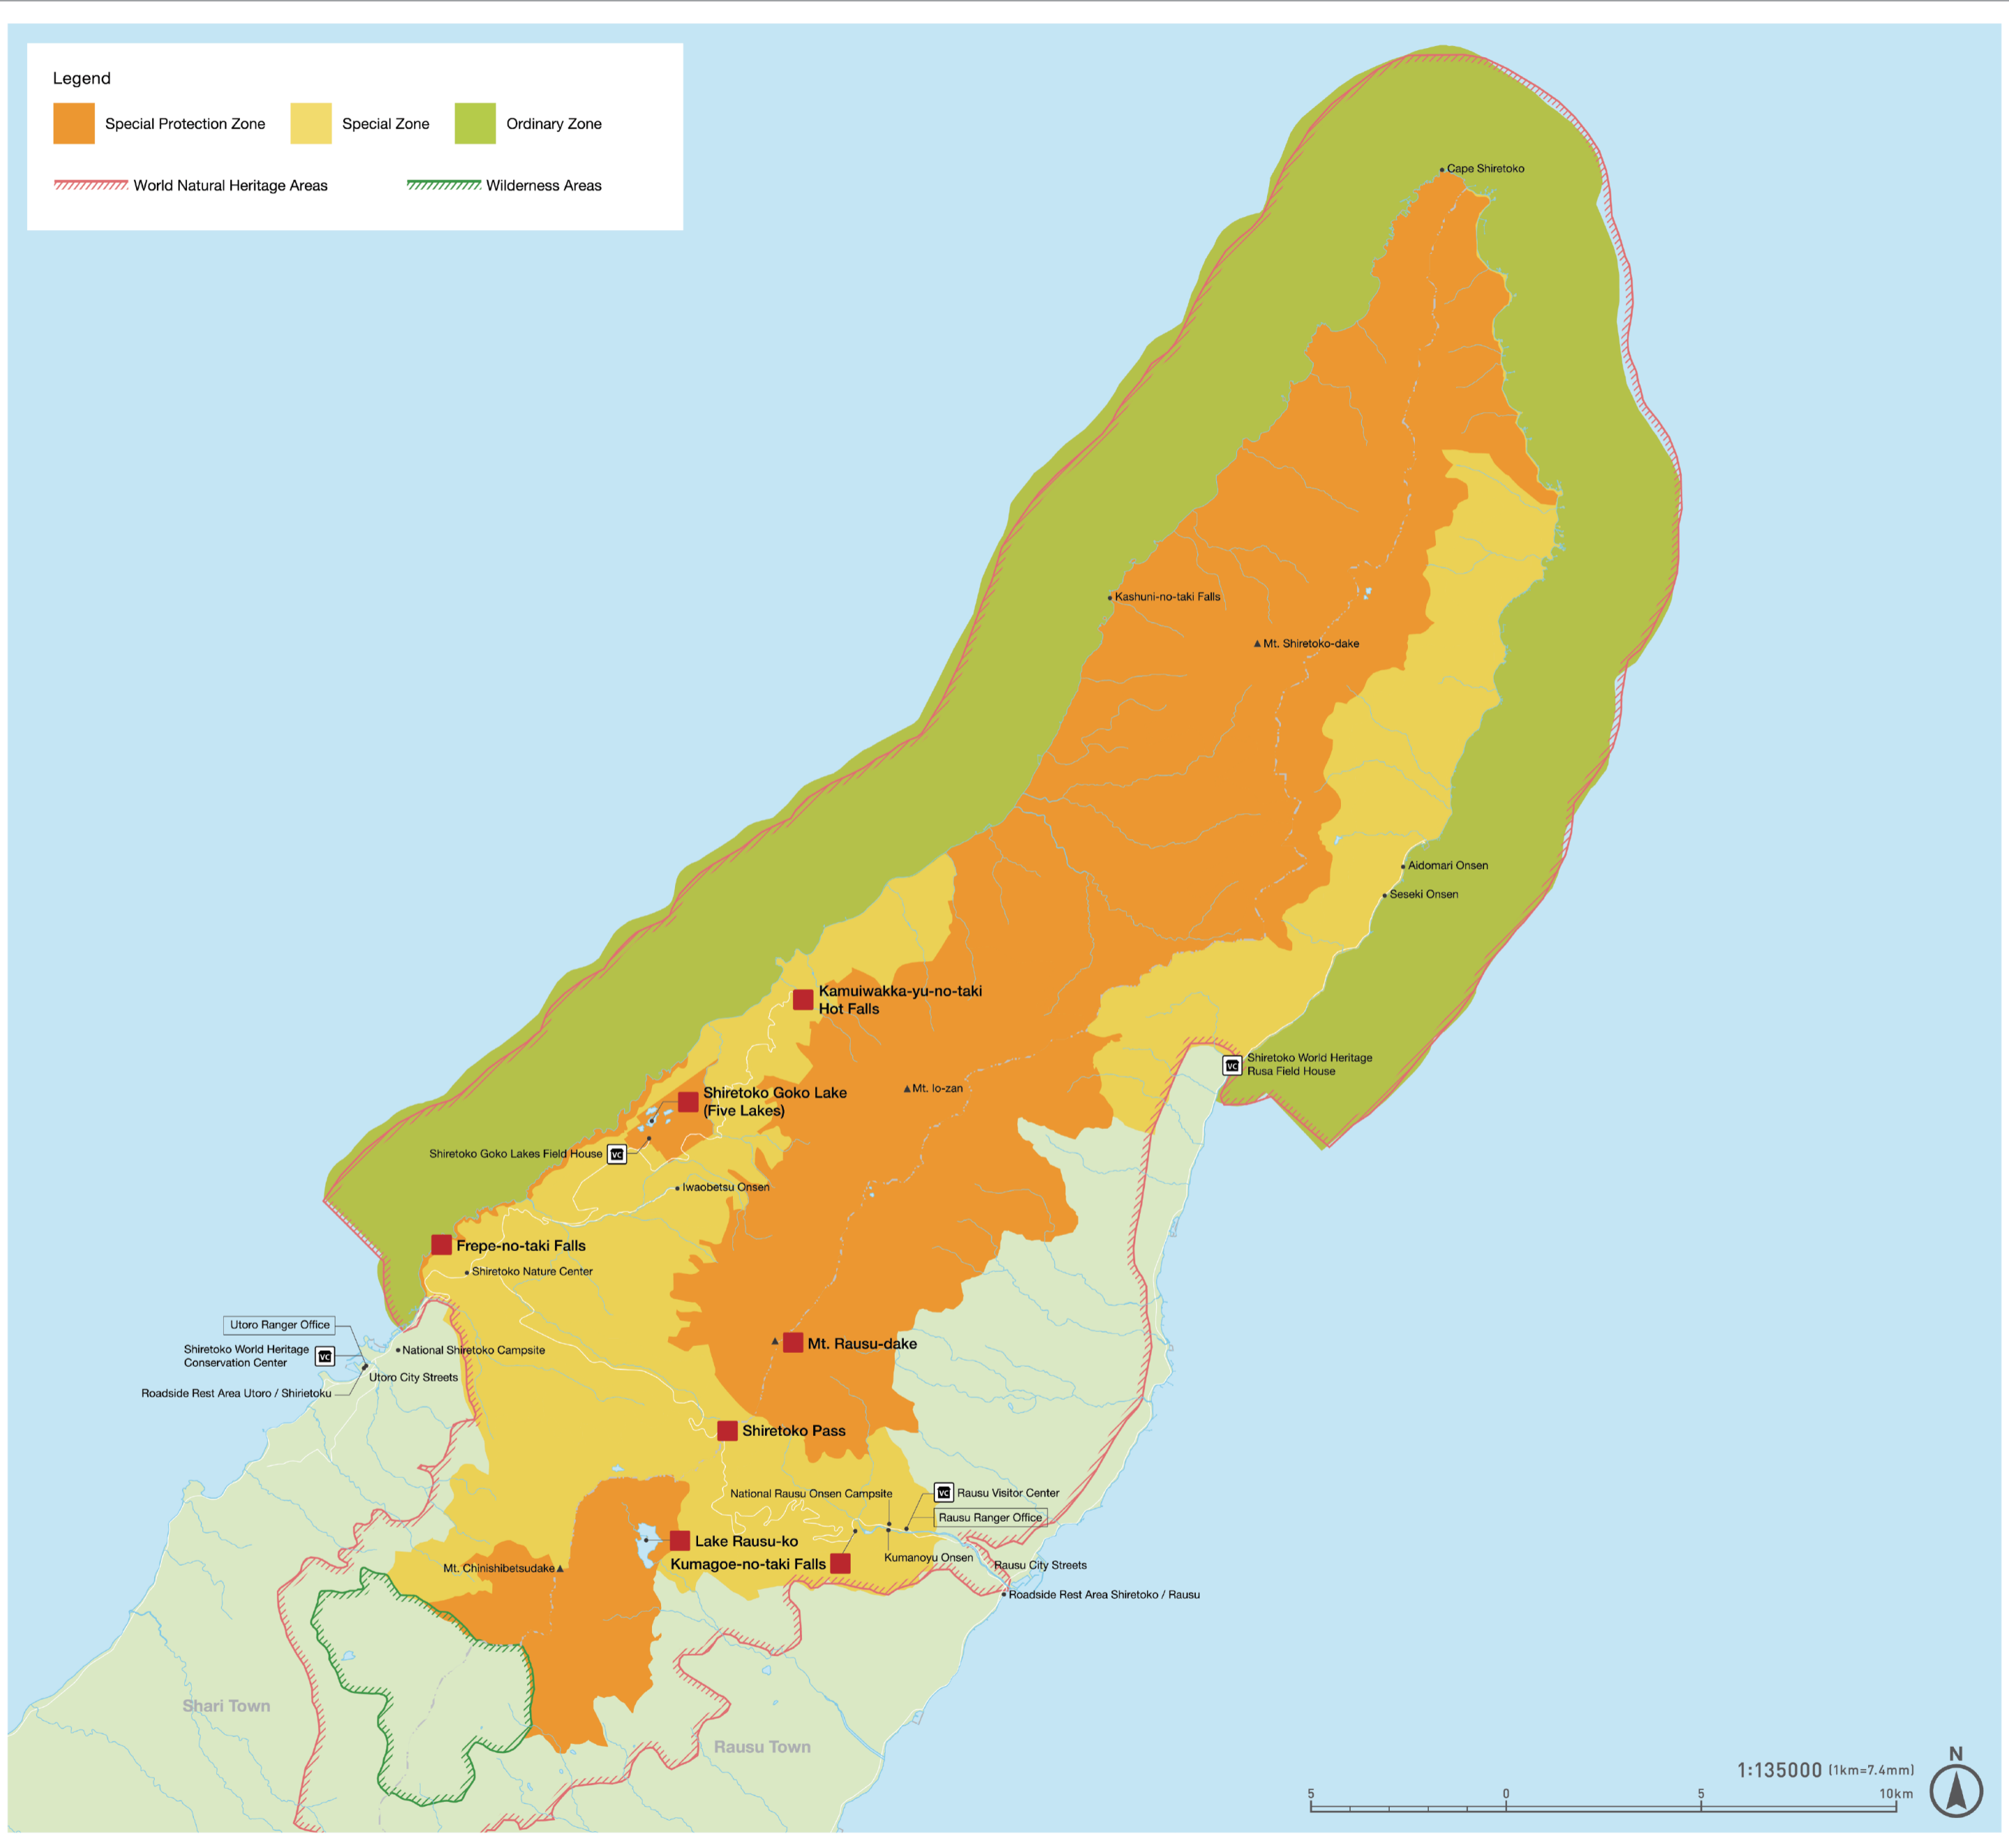 Legend
Special Protection Zone
Special Zone
Ordinary Zone
World Natural Heritage Areas
Wilderness Areas
Cape Shiretoko
Kashuni-no-taki Falls
Mt. Shiretoko-dake
Aidomari Onsen
Seseki Onsen
Kamuiwakka-yu-no-taki
Hot Falls
Shiretoko World Heritage
Rusa Field House
VC
Mt. Io-zan
Shiretoko Goko Lake
(Five Lakes)
Shiretoko Goko Lakes Field House
VC
Iwaobetsu Onsen
Frepe-no-taki Falls
Shiretoko Nature Center
Utoro Ranger Office
Shiretoko World Heritage
Conservation Center
VC
National Shiretoko Campsite
Utoro City Streets
Roadside Rest Area Utoro / Shirietoku
Mt. Rausu-dake
Shiretoko Pass
National Rausu Onsen Campsite
VC
Rausu Visitor Center
Rausu Ranger Office
Lake Rausu-ko
Kumagoe-no-taki Falls
Kumanoyu Onsen
Rausu City Streets
Mt. Chinishibetsudake
Roadside Rest Area Shiretoko / Rausu
Shari Town
Rausu Town
1:135000 (1km=7.4mm)
N
5 0 5 10km